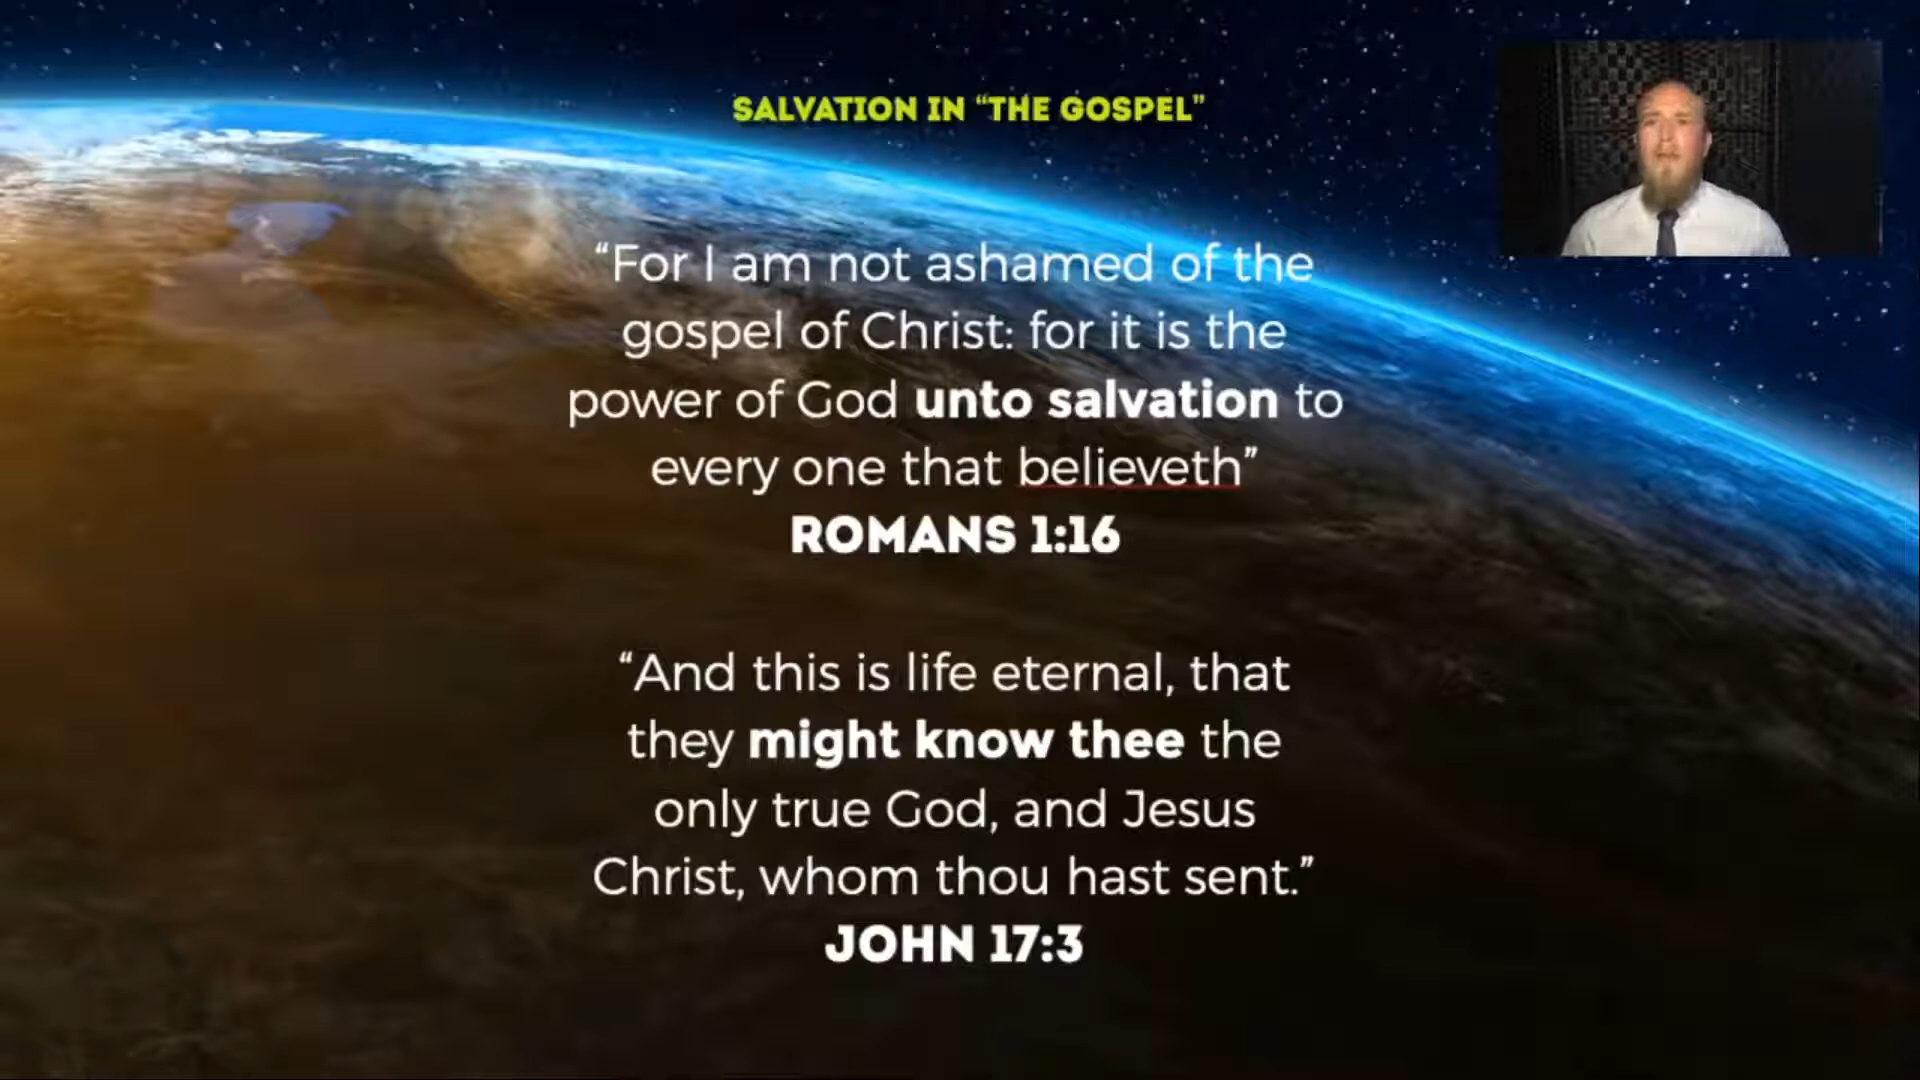 SALVATION IN “THE GOSPEL”
“For I am not ashamed of the
gospel of Christ: for it is the
power of God unto salvation to
every one that believeth”
ROMANS 1:16
“And this is life eternal, that
they might know thee the
only true God, and Jesus
Christ, whom thou hast sent.”
JOHN 17:3